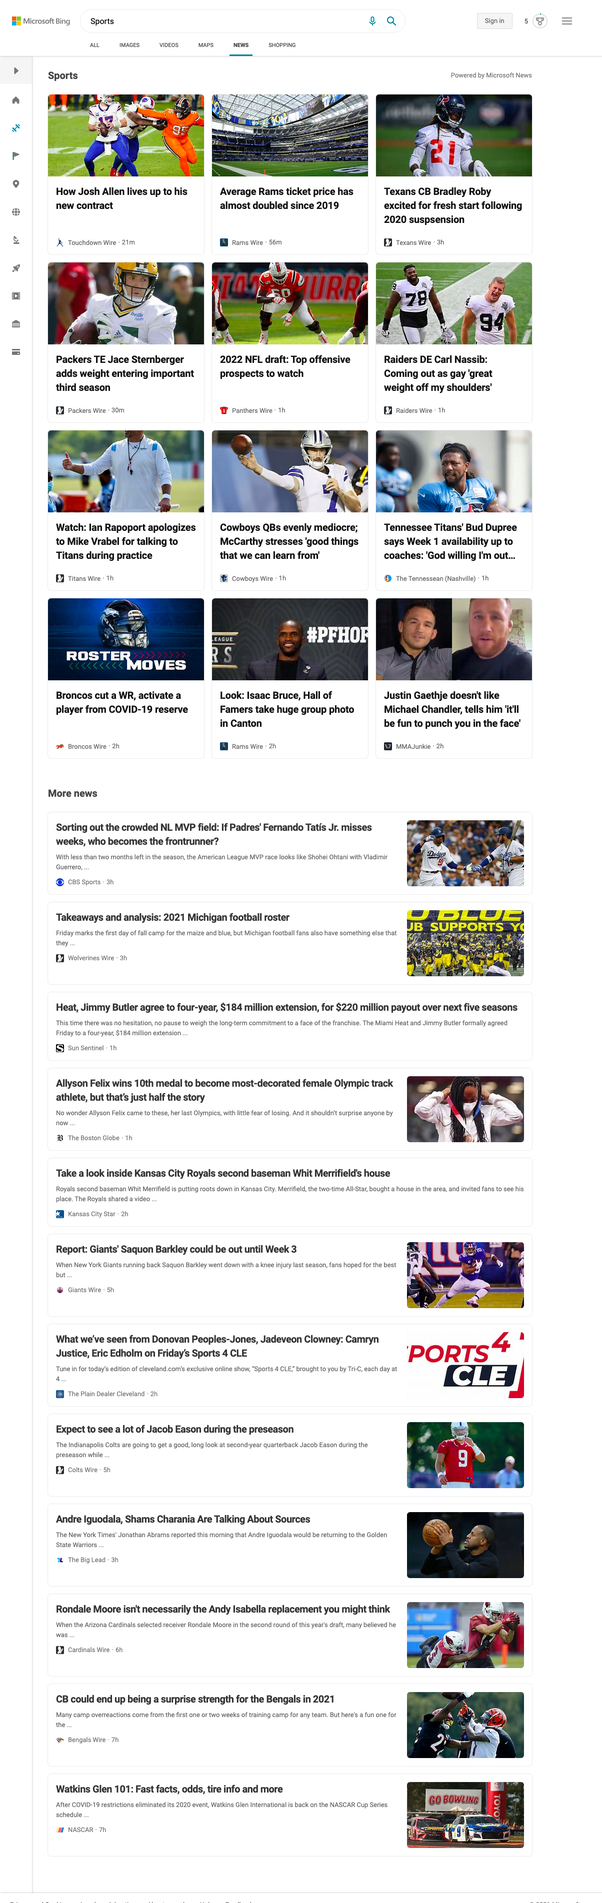 Microsoft Bing
Sports
Sign in
5
ALL IMAGES VIDEOS MAPS NEWS SHOPPING
Sports
Powered by Microsoft News
How Josh Allen lives up to his
new contract
Touchdown Wire · 21m
Average Rams ticket price has
almost doubled since 2019
Rams Wire · 56m
21
Texans CB Bradley Roby
excited for fresh start following
2020 suspsension
Texans Wire · 3h
Packers TE Jace Sternberger
adds weight entering important
third season
Packers Wire · 30m
2022 NFL draft: Top offensive
prospects to watch
Panthers Wire · 1h
78
94
Raiders DE Carl Nassib:
Coming out as gay 'great
weight off my shoulders'
Raiders Wire · 1h
Watch: Ian Rapoport apologizes
to Mike Vrabel for talking to
Titans during practice
Titans Wire · 1h
Cowboys QBs evenly mediocre;
McCarthy stresses 'good things
that we can learn from'
Cowboys Wire · 1h
Tennessee Titans' Bud Dupree
says Week 1 availability up to
coaches: 'God willing I'm out...
The Tennessean (Nashville) · 1h
ROSTER
MOVES
Broncos cut a WR, activate a
player from COVID-19 reserve
Broncos Wire · 2h
LEAGUE
#PFHOF
Look: Isaac Bruce, Hall of
Famers take huge group photo
in Canton
Rams Wire · 2h
Justin Gaethje doesn't like
Michael Chandler, tells him 'it'll
be fun to punch you in the face'
MMAJunkie · 2h
More news
Sorting out the crowded NL MVP field: If Padres' Fernando Tatís Jr. misses
weeks, who becomes the frontrunner?
With less than two months left in the season, the American League MVP race looks like Shohei Ohtani with Vladimir
Guerrero, ...
CBS Sports · 3h
Takeaways and analysis: 2021 Michigan football roster
Friday marks the first day of fall camp for the maize and blue, but Michigan football fans also have something else that
they ...
Wolverines Wire · 3h
O BLUE
UB SUPPORTS YO
Heat, Jimmy Butler agree to four-year, $184 million extension, for $220 million payout over next five seasons
This time there was no hesitation, no pause to weigh the long-term commitment to a face of the franchise. The Miami Heat and Jimmy Butler formally agreed
Friday to a four-year, $184 million extension ...
Sun Sentinel · 1h
Allyson Felix wins 10th medal to become most-decorated female Olympic track
athlete, but that's just half the story
No wonder Allyson Felix came to these, her last Olympics, with little fear of losing. And it shouldn't surprise anyone by
now ...
The Boston Globe · 1h
Take a look inside Kansas City Royals second baseman Whit Merrifield's house
Royals second baseman Whit Merrifield is putting roots down in Kansas City. Merrifield, the two-time All-Star, bought a house in the area, and invited fans to see his
place. The Royals shared a video ...
Kansas City Star · 2h
Report: Giants' Saquon Barkley could be out until Week 3
When New York Giants running back Saquon Barkley went down with a knee injury last season, fans hoped for the best
but ...
Giants Wire · 5h
What we've seen from Donovan Peoples-Jones, Jadeveon Clowney: Camryn
Justice, Eric Edholm on Friday's Sports 4 CLE
Tune in for today's edition of cleveland.com's exclusive online show, "Sports 4 CLE," brought to you by Tri-C, each day at
4 ...
The Plain Dealer Cleveland · 2h
PORTS 4
CLE
Expect to see a lot of Jacob Eason during the preseason
The Indianapolis Colts are going to get a good, long look at second-year quarterback Jacob Eason during the
preseason while ...
Colts Wire · 5h
9
Andre Iguodala, Shams Charania Are Talking About Sources
The New York Times' Jonathan Abrams reported this morning that Andre Iguodala would be returning to the Golden
State Warriors ...
The Big Lead · 3h
Rondale Moore isn't necessarily the Andy Isabella replacement you might think
When the Arizona Cardinals selected receiver Rondale Moore in the second round of this year's draft, many believed he
was ...
Cardinals Wire · 6h
CB could end up being a surprise strength for the Bengals in 2021
Many camp overreactions come from the first one or two weeks of training camp for any team. But here's a fun one for
the ...
Bengals Wire · 7h
Watkins Glen 101: Fast facts, odds, tire info and more
After COVID-19 restrictions eliminated its 2020 event, Watkins Glen International is back on the NASCAR Cup Series
schedule ...
NASCAR · 7h
GO BOWLING